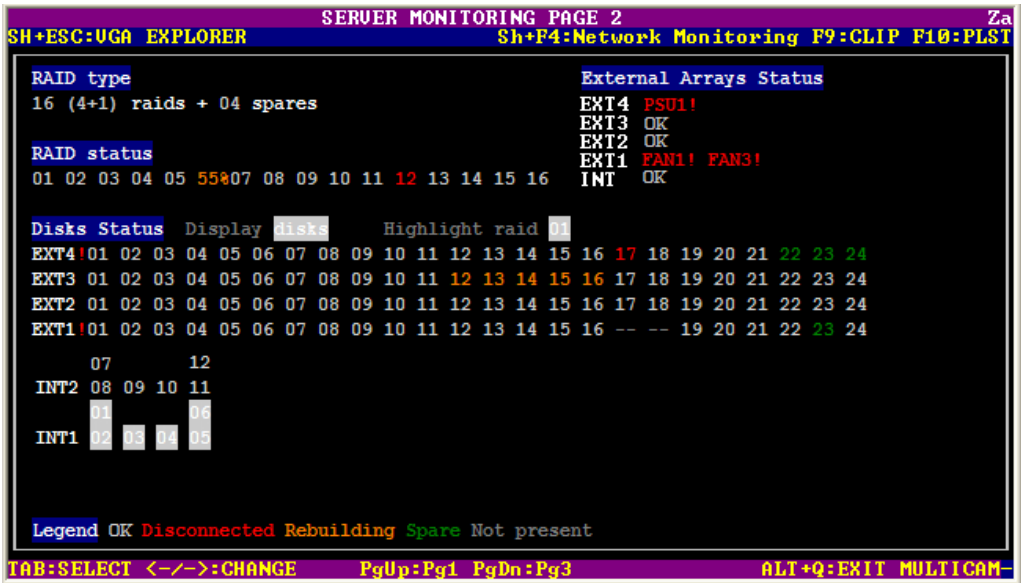 SERVER MONITORING PAGE 2 Za
SH+ESC:VGA EXPLORER Sh+F4:Network Monitoring F9:CLIP F10:PLST
RAID type External Arrays Status
16 (4+1) raids + 04 spares EXT4 PSU1!
EXT3 OK
EXT2 OK
RAID status EXT1 FAN1! FAN3!
01 02 03 04 05 55%07 08 09 10 11 12 13 14 15 16 INT OK
Disks Status Display disks Highlight raid 01
EXT4!01 02 03 04 05 06 07 08 09 10 11 12 13 14 15 16 17 18 19 20 21 22 23 24
EXT3 01 02 03 04 05 06 07 08 09 10 11 12 13 14 15 16 17 18 19 20 21 22 23 24
EXT2 01 02 03 04 05 06 07 08 09 10 11 12 13 14 15 16 17 18 19 20 21 22 23 24
EXT1!01 02 03 04 05 06 07 08 09 10 11 12 13 14 15 16 -- -- 19 20 21 22 23 24
07 12
INT2 08 09 10 11
01 06
INT1 02 03 04 05
Legend OK Disconnected Rebuilding Spare Not present
TAB:SELECT <-/->:CHANGE PgUp:Pg1 PgDn:Pg3 ALT+Q:EXIT MULTICAM-